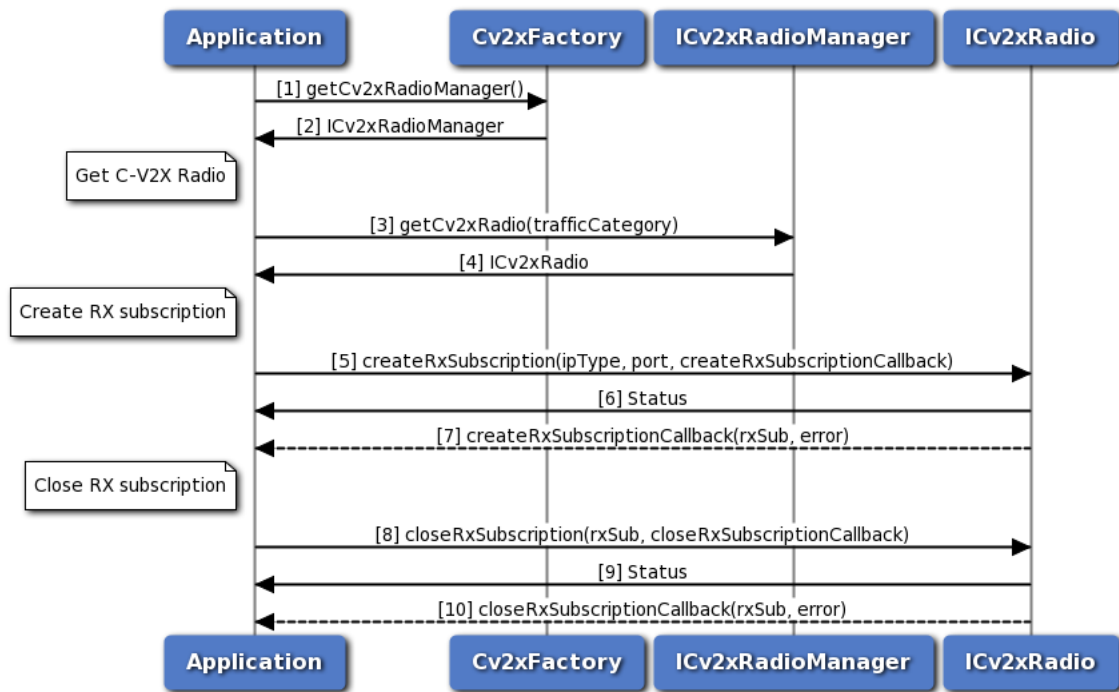 Application Cv2xFactory ICv2xRadioManager ICv2xRadio
[1] getCv2xRadioManager()
[2] ICv2xRadioManager
Get C-V2X Radio
[3] getCv2xRadio(trafficCategory)
[4] ICv2xRadio
Create RX subscription
[5] createRxSubscription(ipType, port, createRxSubscriptionCallback)
[6] Status
[7] createRxSubscriptionCallback(rxSub, error)
Close RX subscription
[8] closeRxSubscription(rxSub, closeRxSubscriptionCallback)
[9] Status
[10] closeRxSubscriptionCallback(rxSub, error)
Application Cv2xFactory ICv2xRadioManager ICv2xRadio